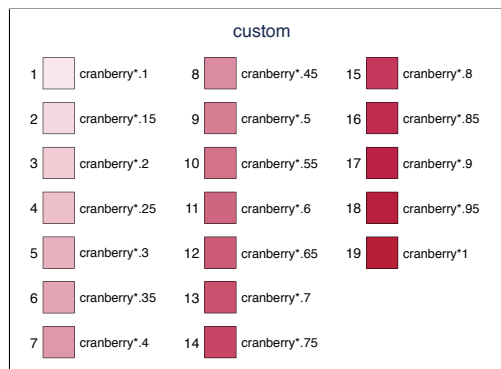 custom
1 cranberry*.1
2 cranberry*.15
3 cranberry*.2
4 cranberry*.25
5 cranberry*.3
6 cranberry*.35
7 cranberry*.4
8 cranberry*.45
9 cranberry*.5
10 cranberry*.55
11 cranberry*.6
12 cranberry*.65
13 cranberry*.7
14 cranberry*.75
15 cranberry*.8
16 cranberry*.85
17 cranberry*.9
18 cranberry*.95
19 cranberry*1